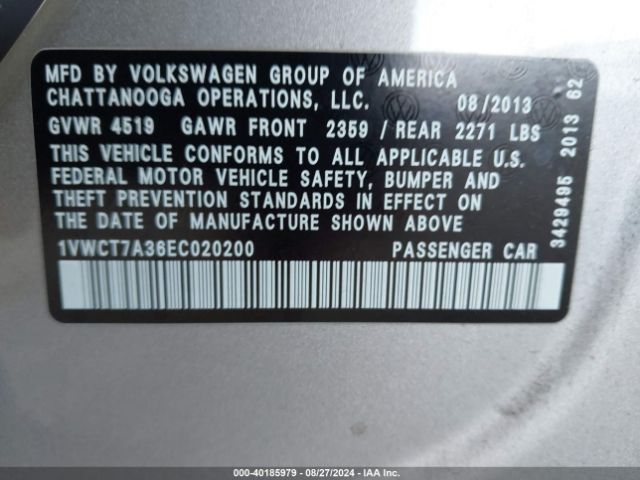 MFD BY VOLKSWAGEN GROUP OF AMERICA
CHATTANOOGA OPERATIONS, LLC. 08/2013
GVWR 4519 GAWR FRONT 2359 / REAR 2271 LBS
THIS VEHICLE CONFORMS TO ALL APPLICABLE U.S.
FEDERAL MOTOR VEHICLE SAFETY, BUMPER AND
THEFT PREVENTION STANDARDS IN EFFECT ON
THE DATE OF MANUFACTURE SHOWN ABOVE
1VWCT7A36EC020200 PASSENGER CAR
3429495 2013 62
000-40185979 - 08/27/2024 - IAA Inc.